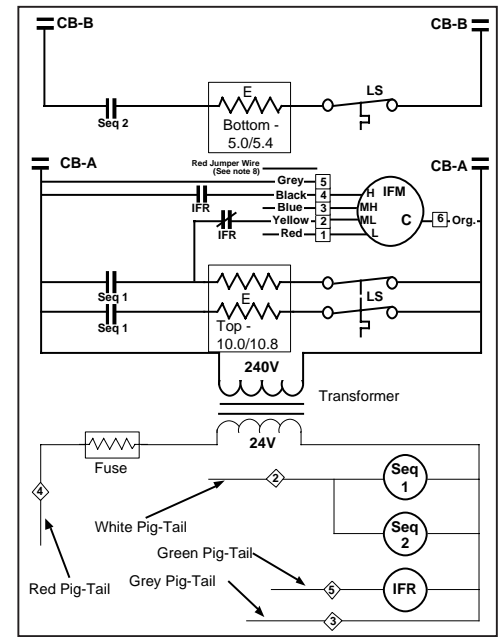 CB-B
CB-B
LS
E
Seq 2
Bottom -
5.0/5.4
CB-A
CB-A
Red Jumper Wire
(See note 8)
Grey 5
Black 4 H IFM
IFR
Blue 3 MH
Yellow 2 ML C 6 Org.
IFR
Red 1 L
Seq 1
E
LS
Seq 1
Top -
10.0/10.8
240V
Transformer
24V
Fuse
Seq
1
2
4
White Pig-Tail
Seq
2
Green Pig-Tail
Red Pig-Tail
Grey Pig-Tail
5
IFR
3